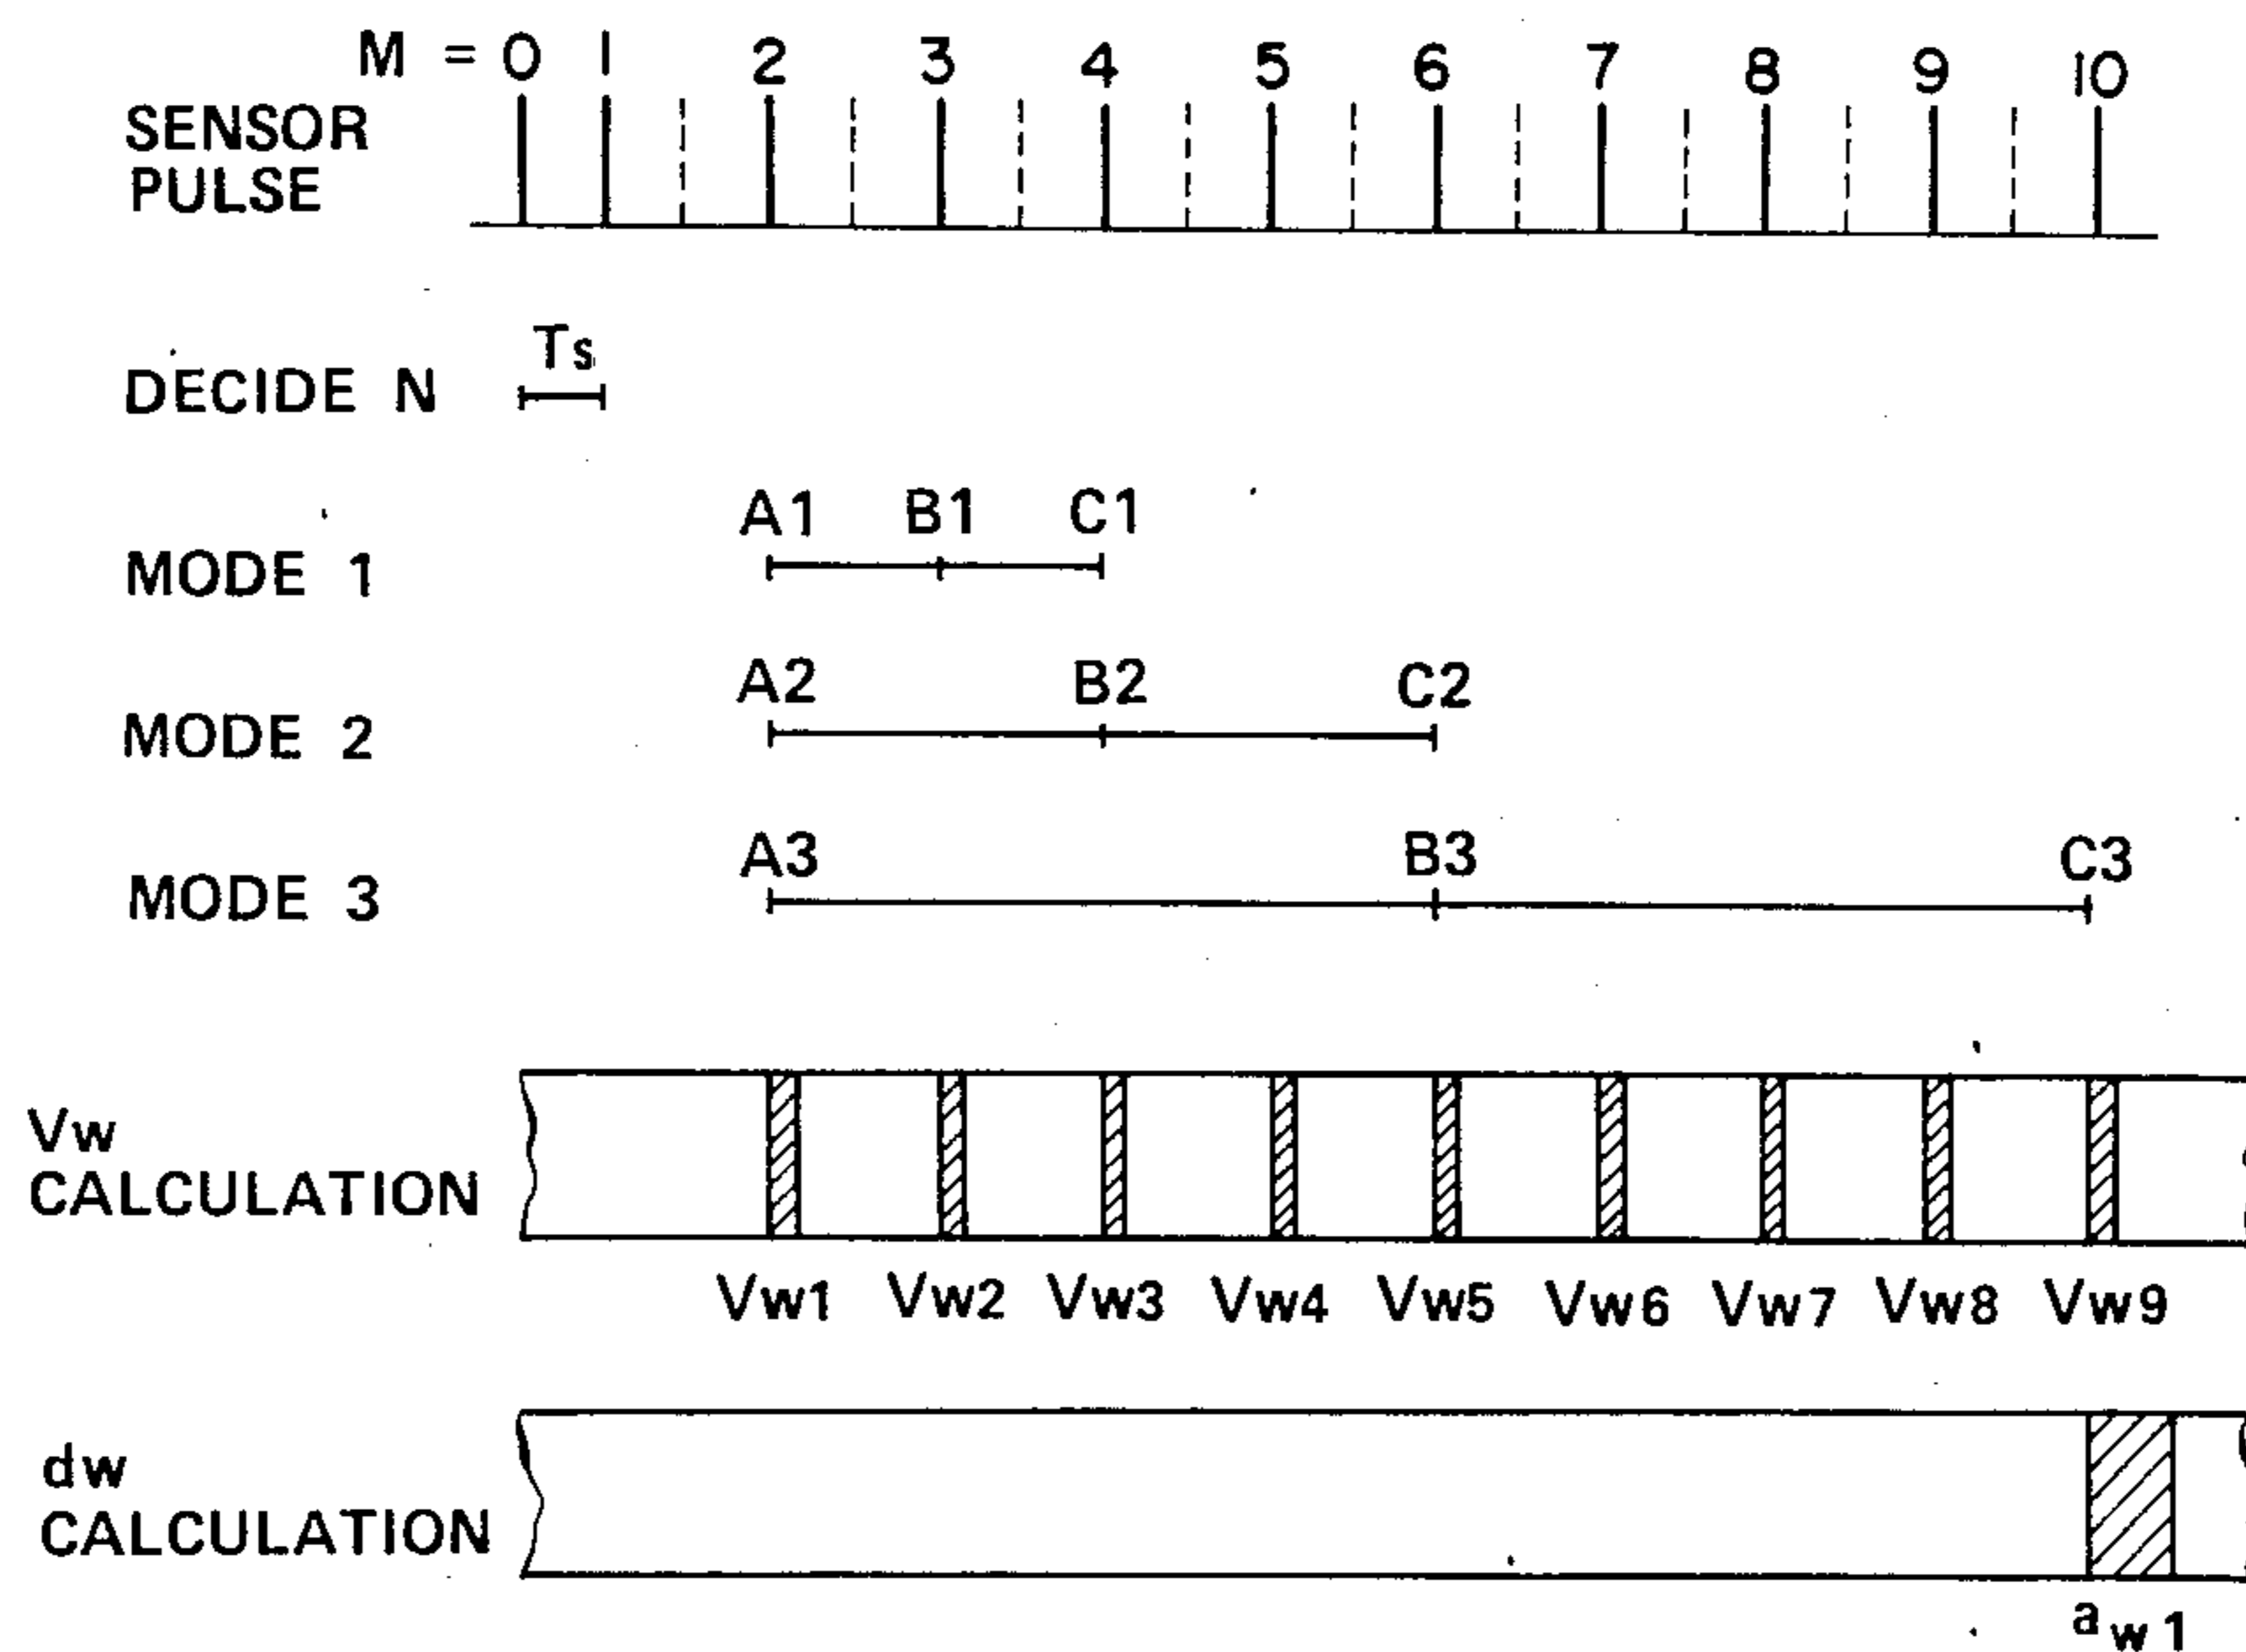 M = 0 1 2 3 4 5 6 7 8 9 10
SENSOR
PULSE
Ts
DECIDE N
A1 B1 C1
MODE 1
A2 B2 C2
MODE 2
A3 B3 C3
MODE 3
Vw
CALCULATION
Vw1 Vw2 Vw3 Vw4 Vw5 Vw6 Vw7 Vw8 Vw9
dw
CALCULATION
aw1